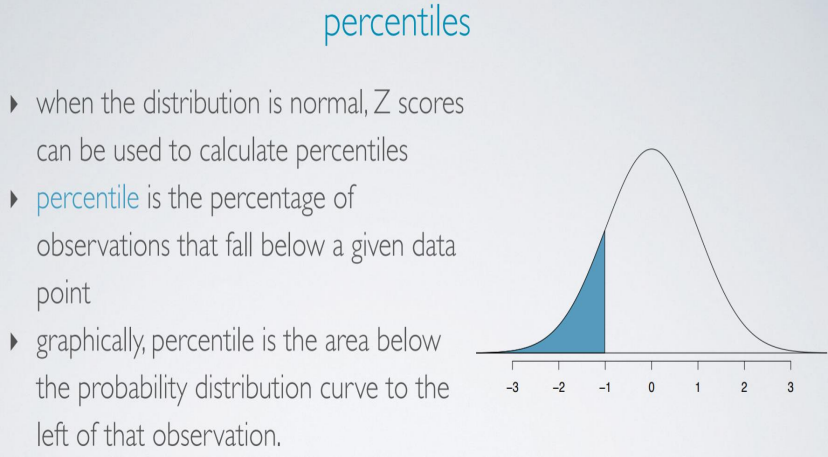 percentiles
when the distribution is normal, Z scores
can be used to calculate percentiles
percentile is the percentage of
observations that fall below a given data
point
graphically, percentile is the area below
the probability distribution curve to the
left of that observation.
−3 −2 −1 0 1 2 3